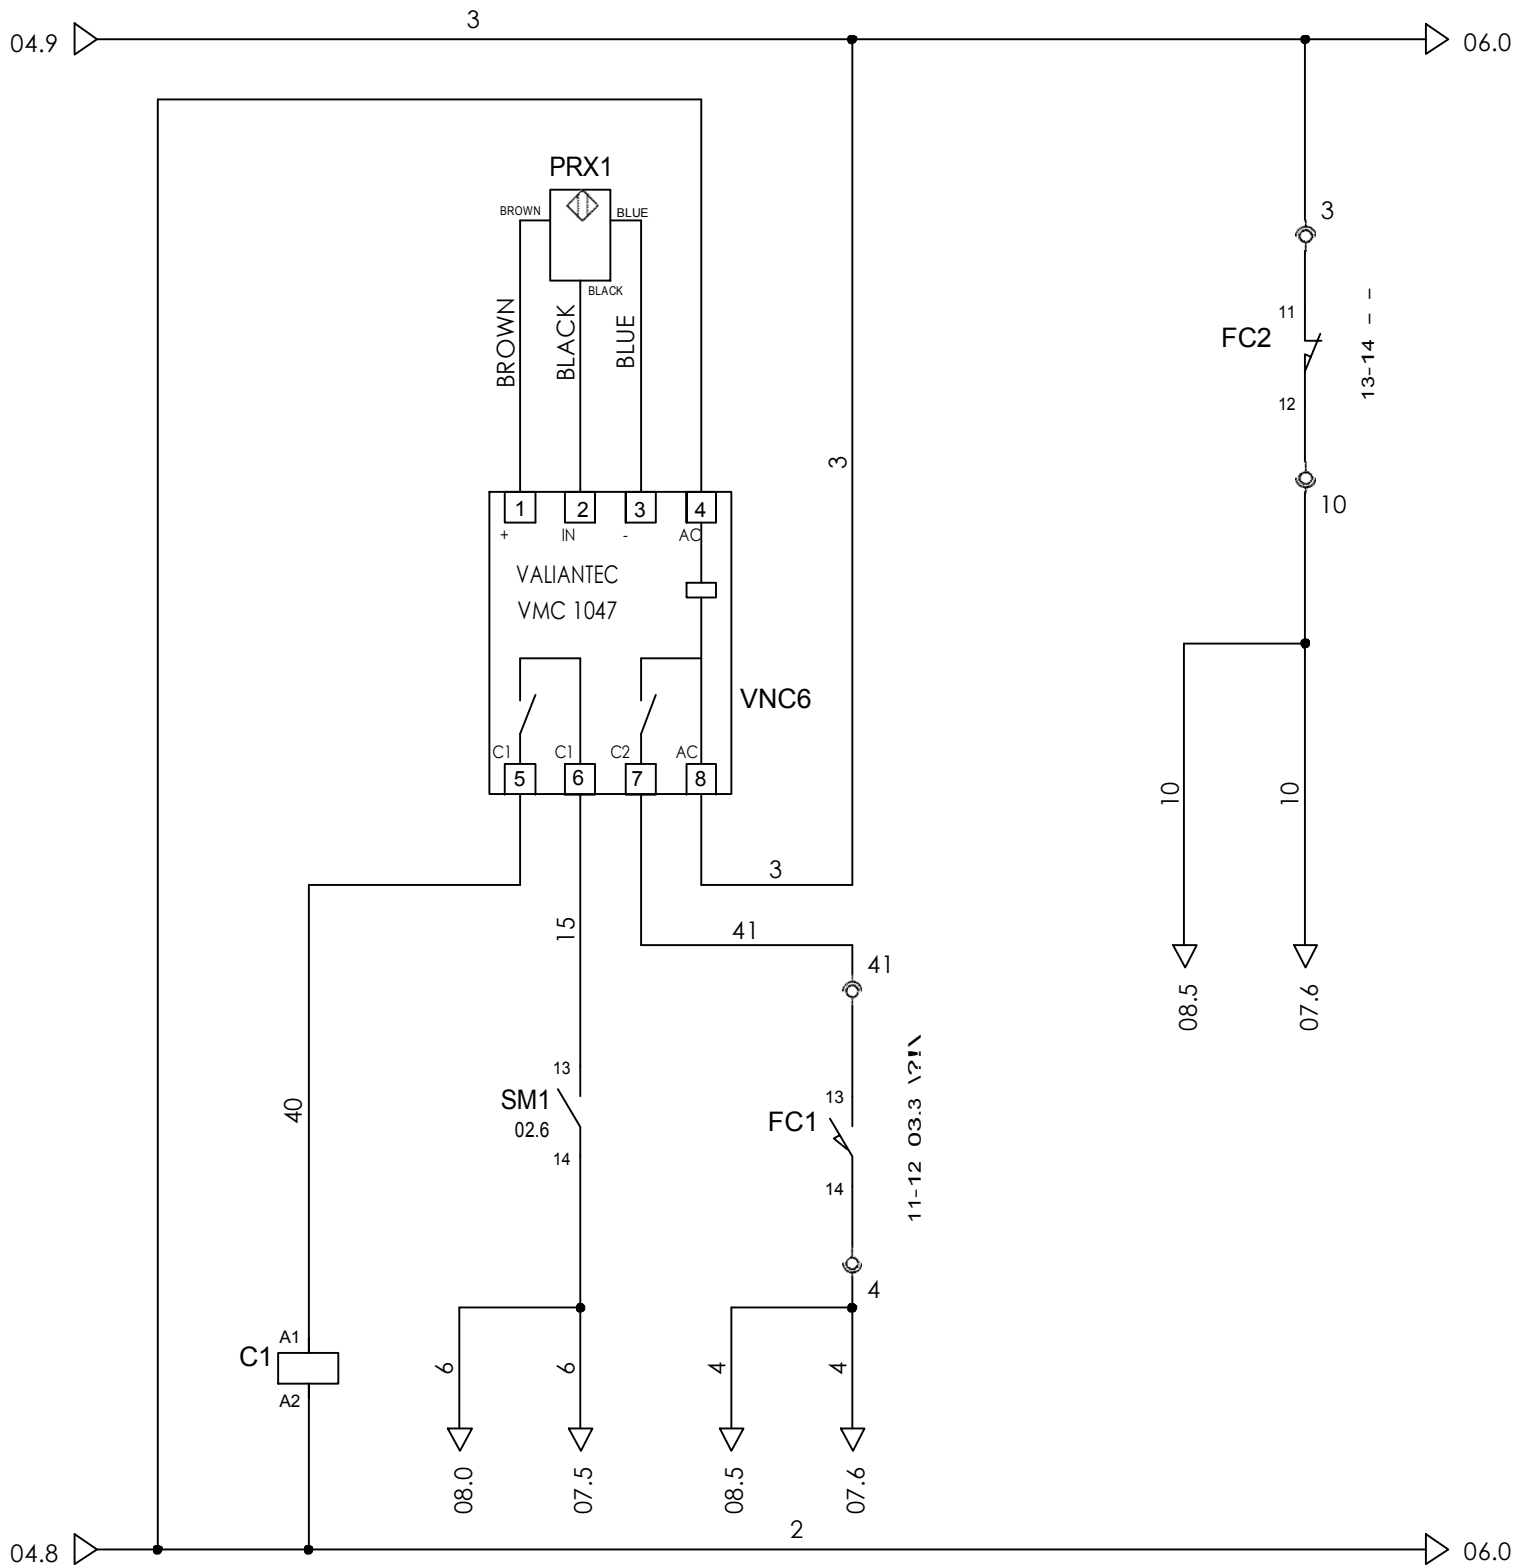 3
04.9
06.0
PRX1
BROWN
BLUE
BLACK
BROWN
BLACK
BLUE
3
11
FC2
12
13-14 - -
10
3
1 2 3 4
+ IN - AC
VALIANTEC
VMC 1047
VNC6
C1 C1 C2 AC
5 6 7 8
10
10
3
15
41
41
08.5
07.6
40
13
SM1
02.6
14
13
FC1
14
11-12 03.3
4
A1
C1
A2
6
6
4
4
08.0
07.5
08.5
07.6
2
04.8
06.0